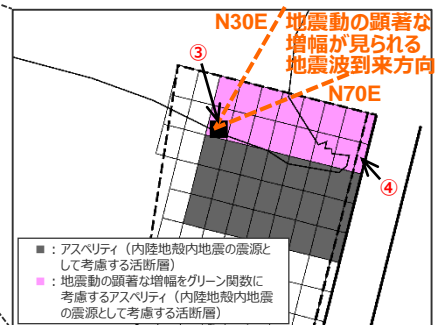 N30E 地震動の顕著な
増幅が見られる
地震波到来方向
③
N70E
④
■：アスペリティ（内陸地殻内地震の震源と
して考慮する活断層）
■：地震動の顕著な増幅をグリーン関数に
考慮するアスペリティ（内陸地殻内地震
の震源として考慮する活断層）